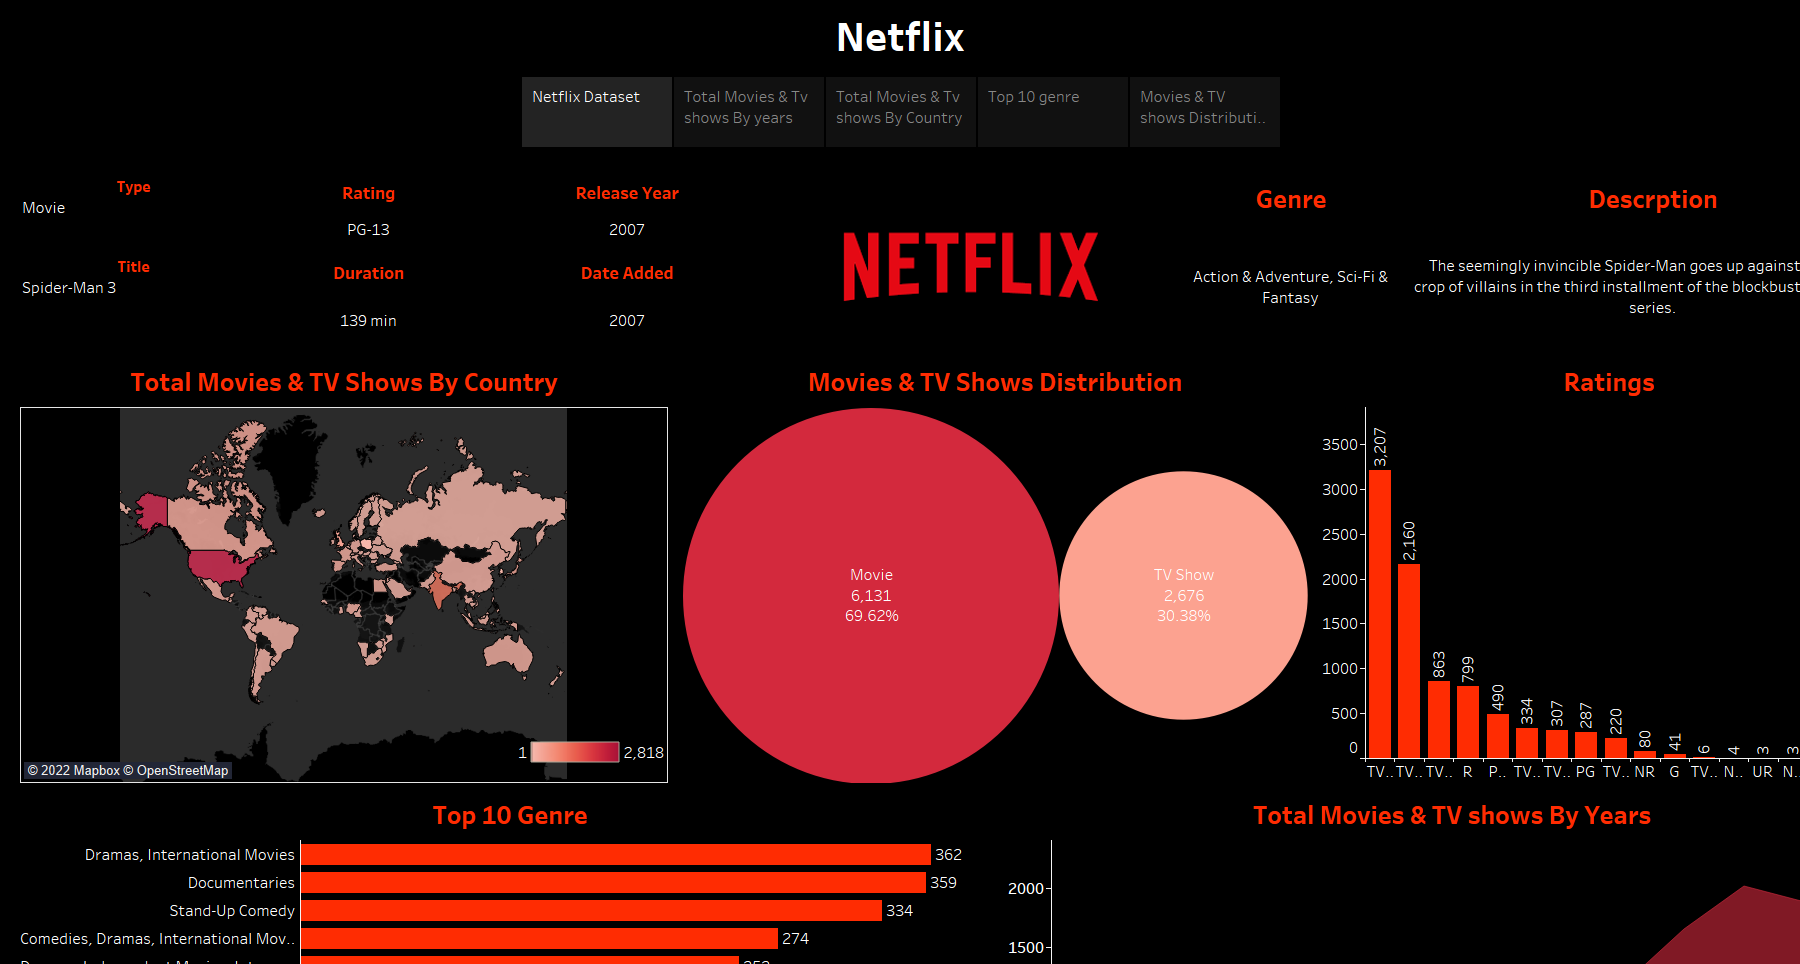 Netflix
Netflix Dataset
Total Movies & Tv
shows By years
Total Movies & Tv
shows By Country
Top 10 genre
Movies & TV
shows Distributi..
Type
Movie
Rating
PG-13
Release Year
2007
Title
Spider-Man 3
Duration
139 min
Date Added
2007
NETFLIX
Genre
Action & Adventure, Sci-Fi &
Fantasy
Descrption
The seemingly invincible Spider-Man goes up against
crop of villains in the third installment of the blockbust
series.
Total Movies & TV Shows By Country
1
2,818
© 2022 Mapbox © OpenStreetMap
Movies & TV Shows Distribution
Movie
6,131
69.62%
TV Show
2,676
30.38%
Ratings
3500
3000
2500
2000
1500
1000
500
0
3,207
2,160
863
799
490
334
307
287
220
80
41
6
4
3
3
TV.. TV.. TV.. R P.. TV.. TV.. PG TV.. NR G TV.. N.. UR N..
Top 10 Genre
Dramas, International Movies 362
Documentaries 359
Stand-Up Comedy 334
Comedies, Dramas, International Mov.. 274
Total Movies & TV shows By Years
2000
1500